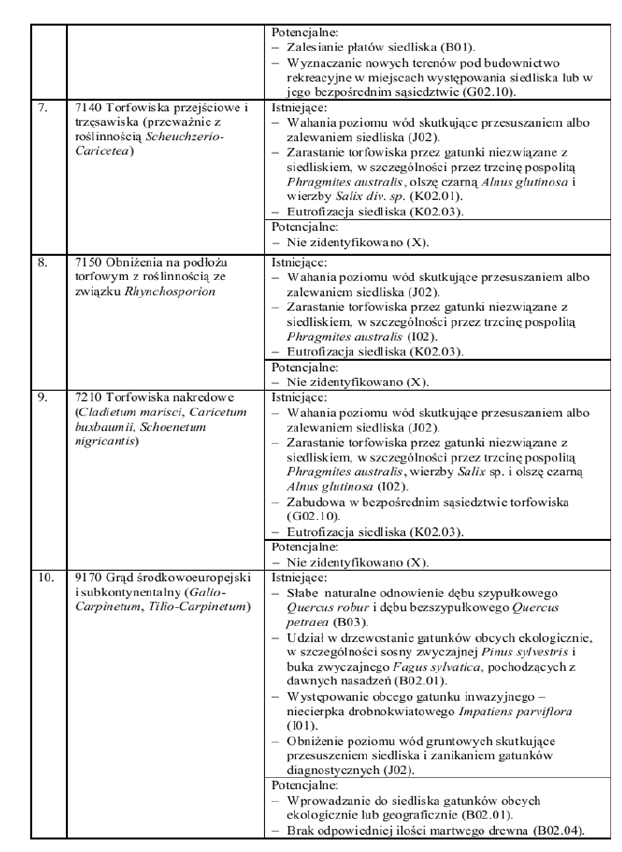 Potencjalne:
− Zalesianie płatów siedliska (B01).
− Wyznaczanie nowych terenów pod budownictwo
rekreacyjne w miejscach występowania siedliska lub w
jego bezpośrednim sąsiedztwie (G02.10).
7.
7140 Torfowiska przejściowe i
trzęsawiska (przeważnie z
roślinnością Scheuchzerio-
Caricetea)
Istniejące:
− Wahania poziomu wód skutkujące przesuszaniem albo
zalewaniem siedliska (J02).
− Zarastanie torfowiska przez gatunki niezwiązane z
siedliskiem, w szczególności przez trzcinę pospolitą
Phragmites australis, olszę czarną Alnus glutinosa i
wierzby Salix div. sp. (K02.01).
− Eutrofizacja siedliska (K02.03).
Potencjalne:
− Nie zidentyfikowano (X).
8.
7150 Obniżenia na podłożu
torfowym z roślinnością ze
związku Rhynchosporion
Istniejące:
− Wahania poziomu wód skutkujące przesuszaniem albo
zalewaniem siedliska (J02).
− Zarastanie torfowiska przez gatunki niezwiązane z
siedliskiem, w szczególności przez trzcinę pospolitą
Phragmites australis (I02).
− Eutrofizacja siedliska (K02.03).
Potencjalne:
− Nie zidentyfikowano (X).
9.
7210 Torfowiska nakredowe
(Cladietum marisci, Caricetum
buxbaumii, Schoenetum
nigricantis)
Istniejące:
− Wahania poziomu wód skutkujące przesuszaniem albo
zalewaniem siedliska (J02).
− Zarastanie torfowiska przez gatunki niezwiązane z
siedliskiem, w szczególności przez trzcinę pospolitą
Phragmites australis, wierzby Salix sp. i olszę czarną
Alnus glutinosa (I02).
− Zabudowa w bezpośrednim sąsiedztwie torfowiska
(G02.10).
− Eutrofizacja siedliska (K02.03).
Potencjalne:
− Nie zidentyfikowano (X).
10.
9170 Grąd środkowoeuropejski
i subkontynentalny (Galio-
Carpinetum, Tilio-Carpinetum)
Istniejące:
− Słabe naturalne odnowienie dębu szypułkowego
Quercus robur i dębu bezszypułkowego Quercus
petraea (B03).
− Udział w drzewostanie gatunków obcych ekologicznie,
w szczególności sosny zwyczajnej Pinus sylvestris i
buka zwyczajnego Fagus sylvatica, pochodzących z
dawnych nasadzeń (B02.01).
− Występowanie obcego gatunku inwazyjnego –
niecierpka drobnokwiatowego Impatiens parviflora
(I01).
− Obniżenie poziomu wód gruntowych skutkujące
przesuszeniem siedliska i zanikaniem gatunków
diagnostycznych (J02).
Potencjalne:
− Wprowadzanie do siedliska gatunków obcych
ekologicznie lub geograficznie (B02.01).
− Brak odpowiedniej ilości martwego drewna (B02.04).